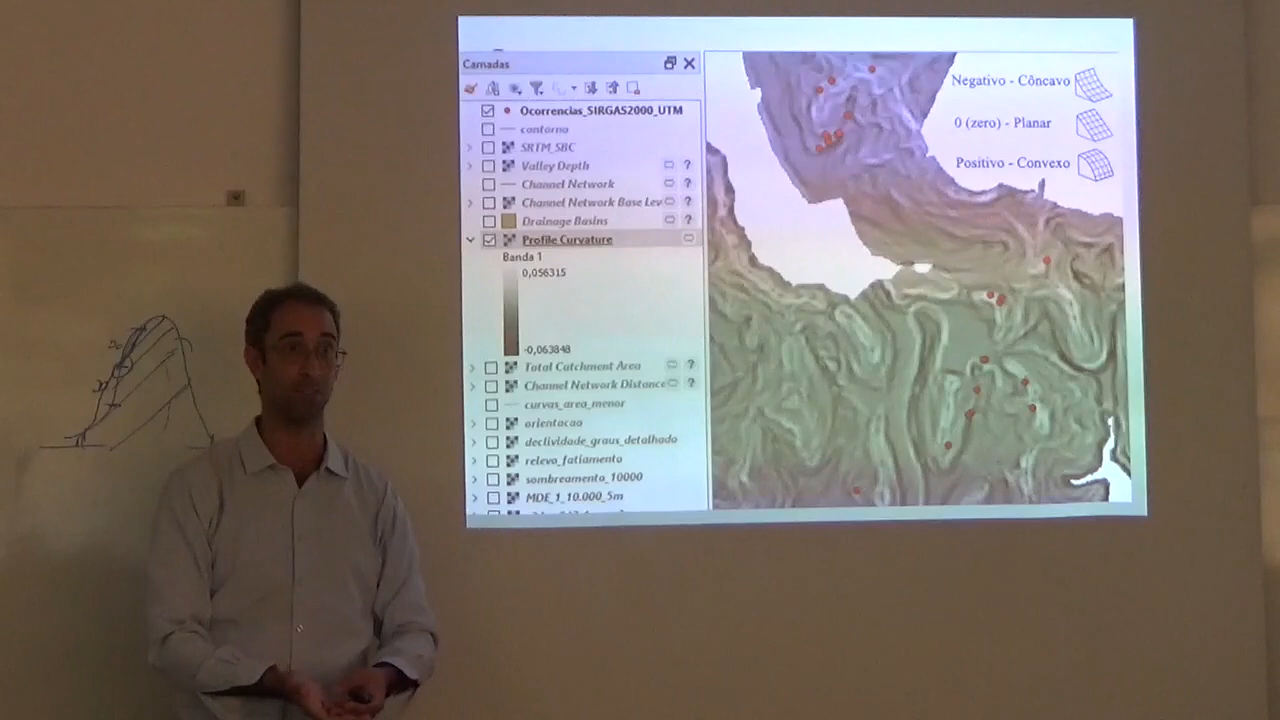 Camadas
Ocorrencias_SIRGAS2000_UTM
contorno
SRTM_SBC
Valley Depth
?
Channel Network
?
Channel Network Base Lev
?
Drainage Basins
?
Profile Curvature
Banda 1
0,056315
-0,063848
Total Catchment Area
?
Channel Network Distance
?
curvas_area_menor
orientacao
declividade_graus_detalhado
relevo_fatiamento
sombreamento_10000
MDE_1_10.000_5m
Negativo - Côncavo
0 (zero) - Planar
Positivo - Convexo